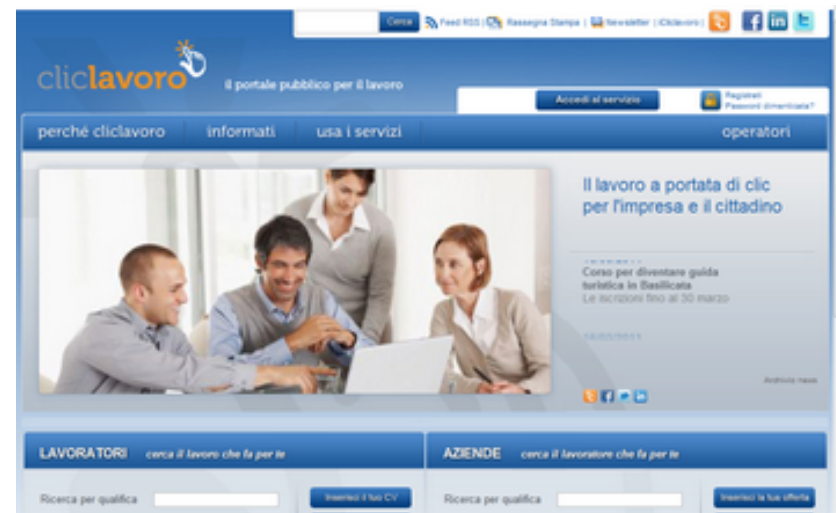 Cerca Feed RSS | Rassegna Stampa | Newsletter | iCliclavoro |
cliclavoro
il portale pubblico per il lavoro
Accedi al servizio Registrati
Password dimenticata?
perché cliclavoro informati usa i servizi operatori
Il lavoro a portata di clic
per l'impresa e il cittadino
Corso per diventare guida
turistica in Basilicata
Le iscrizioni fino al 30 marzo
Archivio news
LAVORATORI cerca il lavoro che fa per te
AZIENDE cerca il lavoratore che fa per te
Ricerca per qualifica Inserisci il tuo CV
Ricerca per qualifica Inserisci la tua offerta